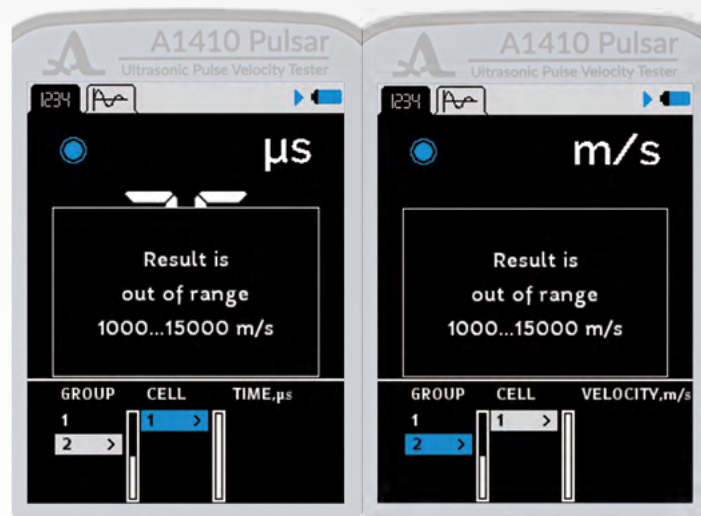 A1410 Pulsar
Ultrasonic Pulse Velocity Tester
1234
µs
Result is
out of range
1000...15000 m/s
GROUP CELL TIME,µs
1 1 >
2 >
A1410 Pulsar
Ultrasonic Pulse Velocity Tester
1234
m/s
Result is
out of range
1000...15000 m/s
GROUP CELL VELOCITY,m/s
1 1 >
2 >